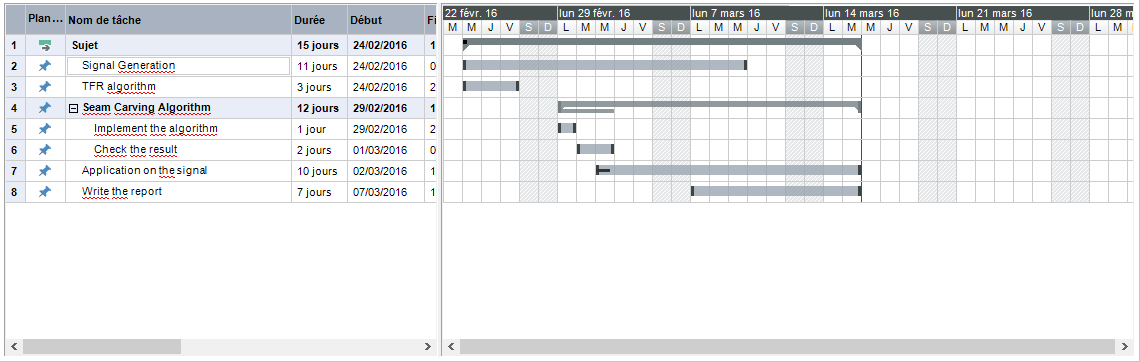 Plan... Nom de tâche Durée Début Fi 22 févr. 16 lun 29 févr. 16 lun 7 mars 16 lun 14 mars 16 lun 21 mars 16 lun 28 m
M M J V S D L M M J V S D L M M J V S D L M M J V S D L M M J V S D L M
1 Sujet 15 jours 24/02/2016 1
2 Signal Generation 11 jours 24/02/2016 0
3 TFR algorithm 3 jours 24/02/2016 2
4 Seam Carving Algorithm 12 jours 29/02/2016 1
5 Implement the algorithm 1 jour 29/02/2016 2
6 Check the result 2 jours 01/03/2016 0
7 Application on the signal 10 jours 02/03/2016 1
8 Write the report 7 jours 07/03/2016 1